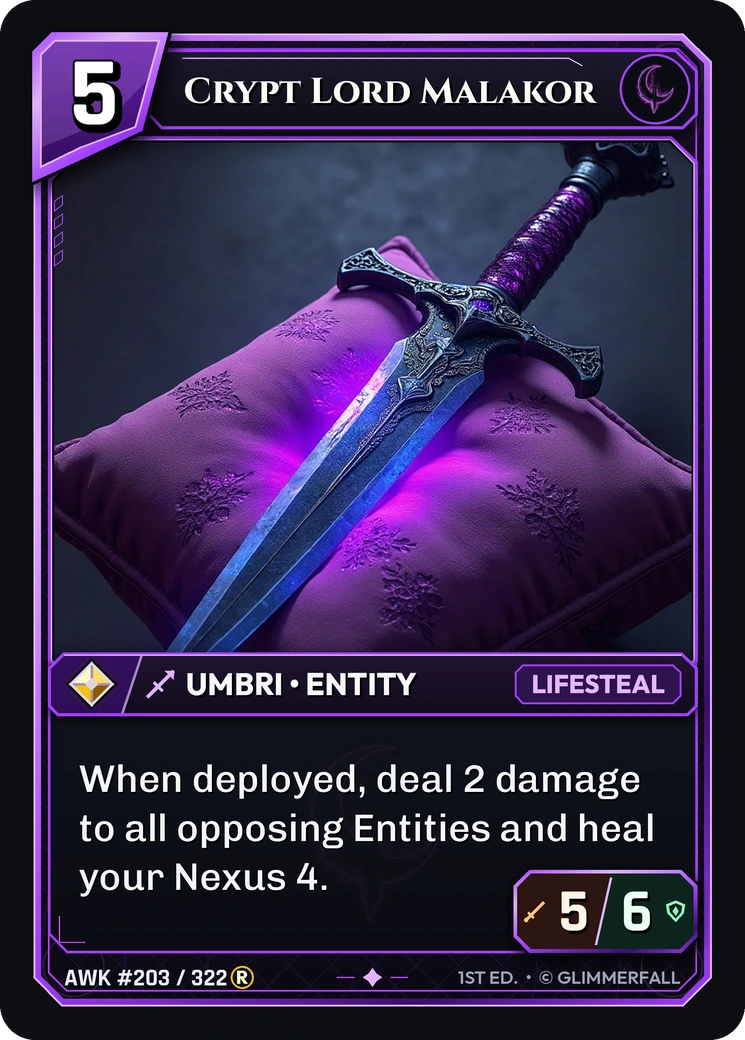 5
CRYPT LORD MALAKOR
UMBRI • ENTITY
LIFESTEAL
When deployed, deal 2 damage
to all opposing Entities and heal
your Nexus 4.
5 / 6
AWK #203 / 322 R
1ST ED. • © GLIMMERFALL